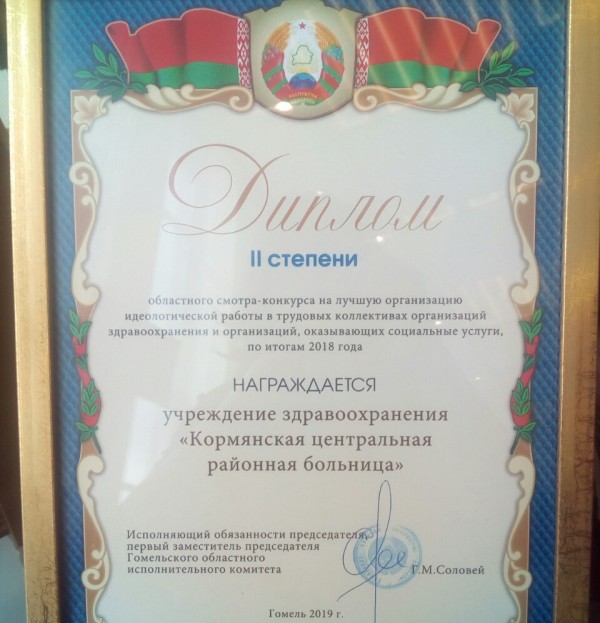 Диплом
II степени
областного смотра-конкурса на лучшую организацию
идеологической работы в трудовых коллективах организаций
здравоохранения и организаций, оказывающих социальные услуги,
по итогам 2018 года
НАГРАЖДАЕТСЯ
учреждение здравоохранения
«Кормянская центральная
районная больница»
Исполняющий обязанности председателя,
первый заместитель председателя
Гомельского областного
исполнительного комитета
Г.М.Соловей
Гомель 2019 г.